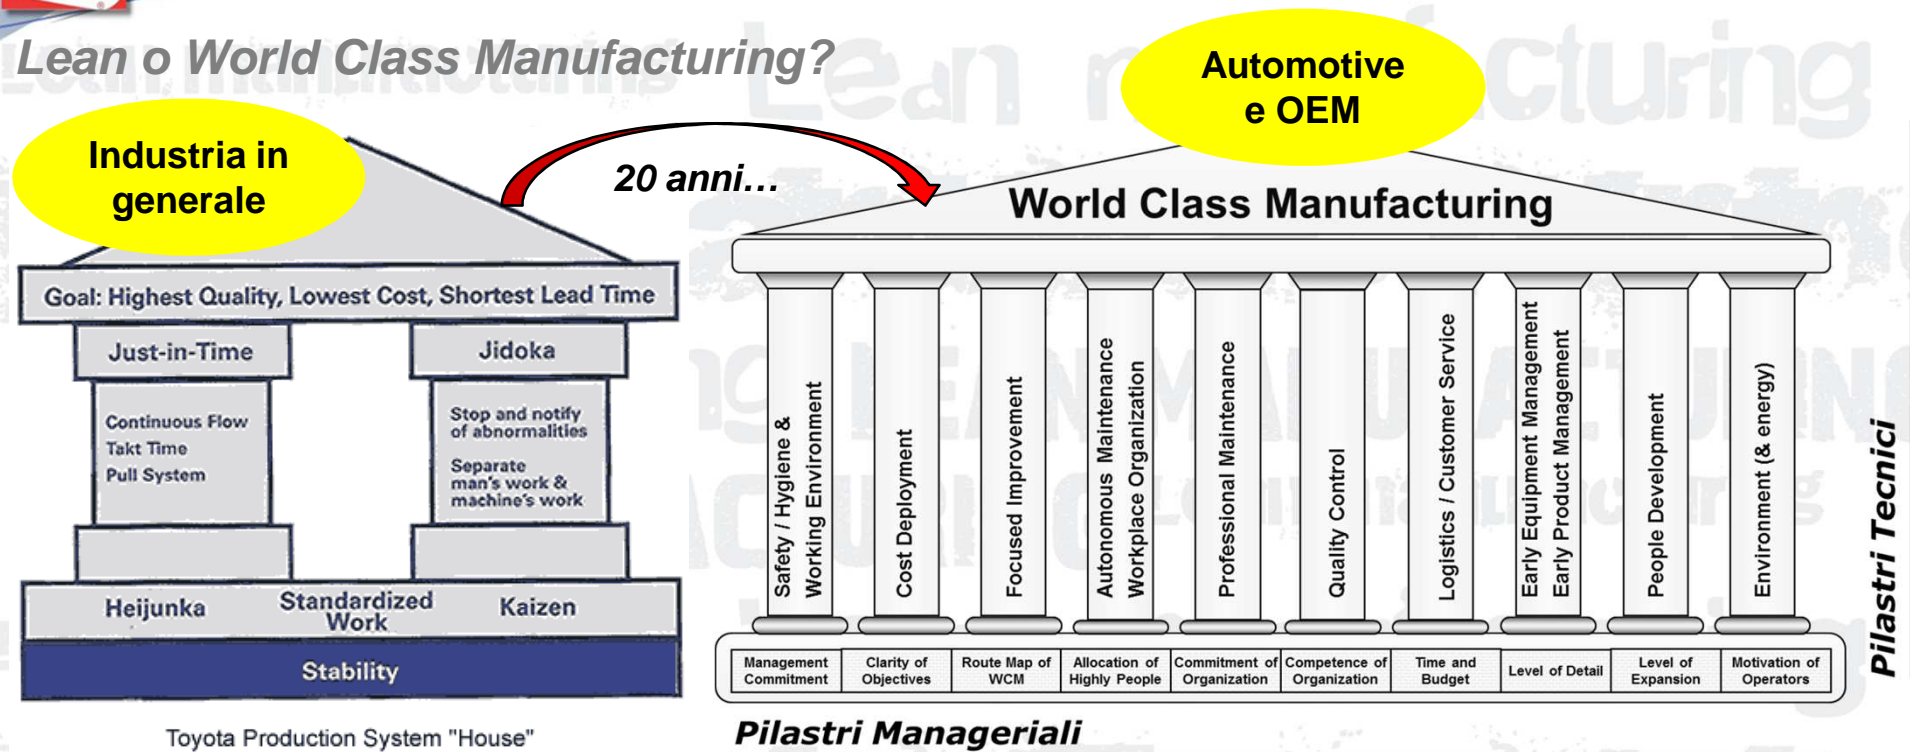 Lean o World Class Manufacturing?
Industria in
generale
20 anni...
Automotive
e OEM
Goal: Highest Quality, Lowest Cost, Shortest Lead Time
Just-in-Time
Jidoka
Continuous Flow
Takt Time
Pull System
Stop and notify
of abnormalities
Separate
man's work &
machine's work
Heijunka
Standardized
Work
Kaizen
Stability
Toyota Production System "House"
World Class Manufacturing
Safety / Hygiene &
Working Environment
Cost Deployment
Focused Improvement
Autonomous Maintenance
Workplace Organization
Professional Maintenance
Quality Control
Logistics / Customer Service
Early Equipment Management
Early Product Management
People Development
Environment (& energy)
Management
Commitment
Clarity of
Objectives
Route Map of
WCM
Allocation of
Highly People
Commitment of
Organization
Competence of
Organization
Time and
Budget
Level of Detail
Level of
Expansion
Motivation of
Operators
Pilastri Manageriali
Pilastri Tecnici